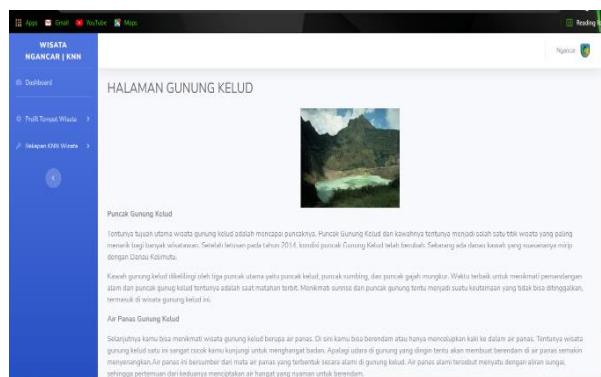 Apps Gmail YouTube Maps Reading
WISATA
NGANCAR | KNN
Ngancar
Dashboard
Profil Tempat Wisata
Rekapan KNN Wisata
HALAMAN GUNUNG KELUD
Puncak Gunung Kelud
Tentunya tujuan utama wisata gunung kelud adalah mencapai puncaknya. Puncak Gunung Kelud dan kawahnya tentunya menjadi salah satu titik wisata yang paling
menarik bagi banyak wisatawan. Setelah letusan pada tahun 2014, kondisi puncak Gunung Kelud telah berubah. Sekarang ada danau kawah yang suasananya mirip
dengan Danau Kelimutu.
Kawah gunung kelud dikelilingi oleh tiga puncak utama yaitu puncak kelud, puncak sumbing, dan puncak gajah mungkur. Waktu terbaik untuk menikmati pemandangan
alam dan puncak gunug kelud tentunya adalah saat matahari terbit. Menikmati sunrise dari puncak gunung tentu menjadi suatu keutamaan yang tidak bisa ditinggalkan,
termasuk di wisata gunung kelud ini.
Air Panas Gunung Kelud
Selanjutnya kamu bisa menikmati wisata gunung kelud berupa air panas. Di sini kamu bisa berendam atau hanya mencelupkan kaki ke dalam air panas. Tentunya wisata
gunung kelud satu ini sangat cocok kamu kunjungi untuk menghangat badan. Apalagi udara di gunung yang dingin tentu akan membuat berendam di air panas semakin
menyenangkan.Air panas ini bersumber dari mata air panas yang terbentuk secara alami di gunung kelud. Air panas alami tersebut menyatu dengan aliran sungai,
sehingga pertemuan dari keduanya menciptakan air hangat yang nyaman untuk berendam.